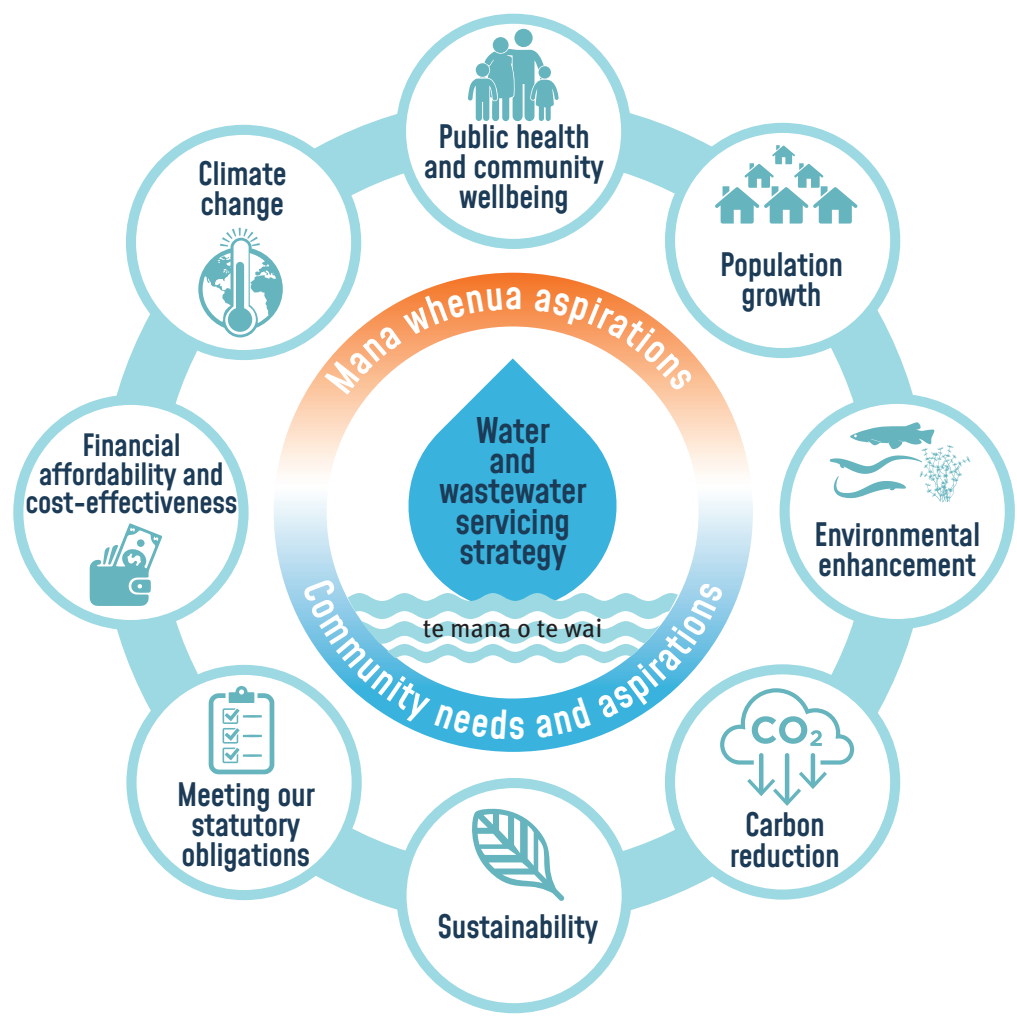 Public health
and community
wellbeing
Population
growth
Environmental
enhancement
CO₂
Carbon
reduction
Sustainability
Meeting our
statutory
obligations
Financial
affordability and
cost-effectiveness
Climate
change
Mana whenua aspirations
Water
and
wastewater
servicing
strategy
te mana o te wai
Community needs and aspirations